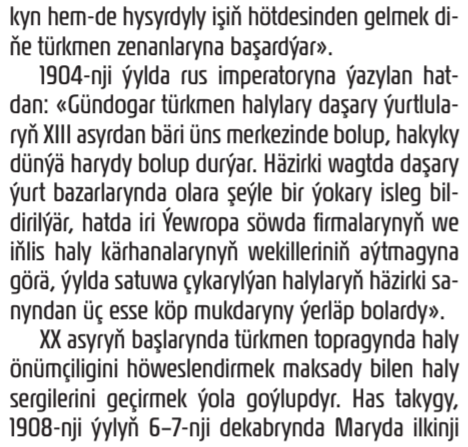 kyn hem-de hysyrdyly işiň hötdesinden gelmek di-
ňe türkmen zenanlaryna başardýar».
1904-nji ýylda rus imperatoryna ýazylan hat-
dan: «Gündogar türkmen halylary daşary ýurtlula-
ryň XIII asyrdan bäri üns merkezinde bolup, hakyky
dünýä harydy bolup durýar. Häzirki wagtda daşary
ýurt bazarlarynda olara şeýle bir ýokary isleg bil-
dirilýär, hatda iri Ýewropa söwda firmalarynyň we
iňlis haly kärhanalarynyň wekilleriniň aýtmagyna
görä, ýylda satuwa çykarylýan halylaryň häzirki sa-
nyndan üç esse köp mukdaryny ýerläp bolardy».
XX asyryň başlarynda türkmen topragynda haly
önümçiligini höweslendirmek maksady bilen haly
sergilerini geçirmek ýola goýlupdyr. Has takygy,
1908-nji ýylyň 6–7-nji dekabrynda Maryda ilkinji